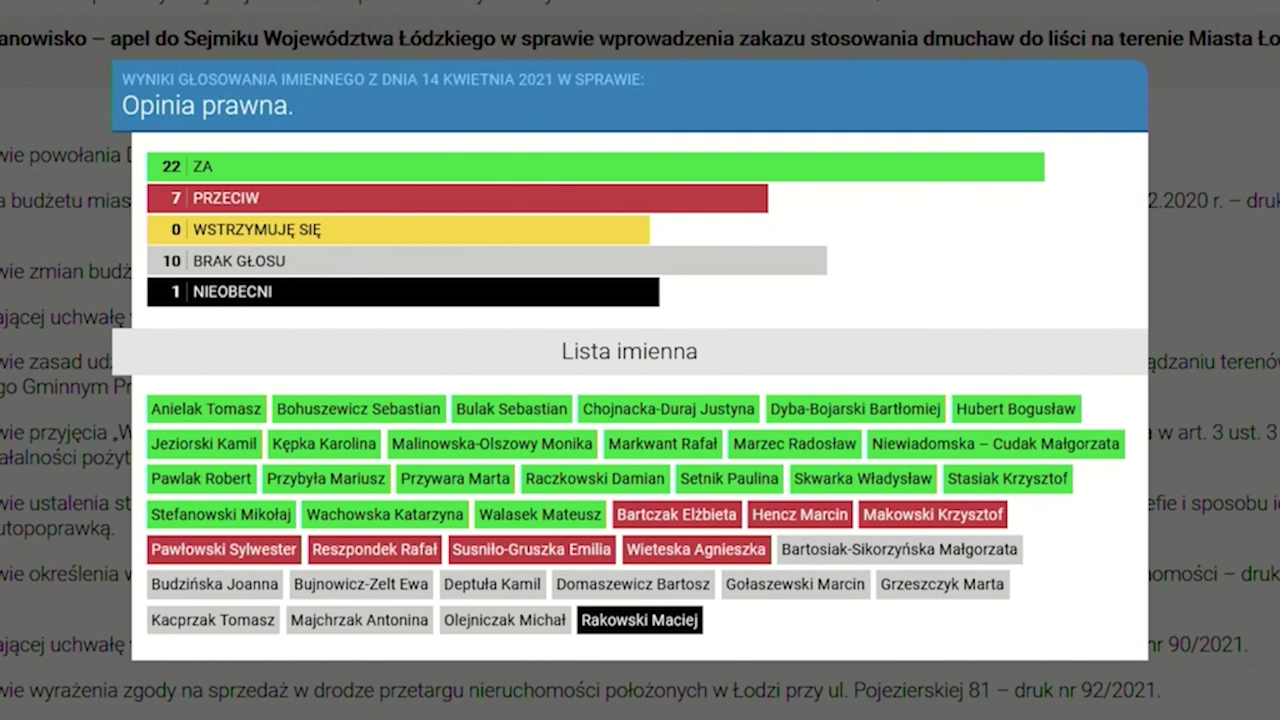 anowisko – apel do Sejmiku Województwa Łódzkiego w sprawie wprowadzenia zakazu stosowania dmuchaw do liści na terenie Miasta Ło
WYNIKI GŁOSOWANIA IMIENNEGO Z DNIA 14 KWIETNIA 2021 W SPRAWIE:
Opinia prawna.
wie powołania
22 ZA
7 PRZECIW
a budżetu mias 2.2020 r. – druk
0 WSTRZYMUJĘ SIĘ
10 BRAK GŁOSU
wie zmian budż
1 NIEOBECNI
ającej uchwałę
Lista imienna
wie zasad udz ądzaniu terenów
go Gminnym Pr
Anielak Tomasz Bohuszewicz Sebastian Bulak Sebastian Chojnacka-Duraj Justyna Dyba-Bojarski Bartłomiej Hubert Bogusław
wie przyjęcia „W a w art. 3 ust. 3
Jeziorski Kamil Kępka Karolina Malinowska-Olszowy Monika Markwant Rafał Marzec Radosław Niewiadomska – Cudak Małgorzata
ałalności pożyt
Pawlak Robert Przybyła Mariusz Przywara Marta Raczkowski Damian Setnik Paulina Skwarka Władysław Stasiak Krzysztof
wie ustalenia st efie i sposobu
Stefanowski Mikołaj Wachowska Katarzyna Walasek Mateusz Bartczak Elżbieta Hencz Marcin Makowski Krzysztof
utopoprawką.
Pawłowski Sylwester Reszpondek Rafał Susniło-Gruszka Emilia Wieteska Agnieszka Bartosiak-Sikorzyńska Małgorzata
wie określenia w homości – druk
Budzińska Joanna Bujnowicz-Zelt Ewa Deptuła Kamil Domaszewicz Bartosz Gołaszewski Marcin Grzeszczyk Marta
Kacprzak Tomasz Majchrzak Antonina Olejniczak Michał Rakowski Maciej
ającej uchwałę nr 90/2021.
wie wyrażenia zgody na sprzedaż w drodze przetargu nieruchomości położonych w Łodzi przy ul. Pojezierskiej 81 – druk nr 92/2021.